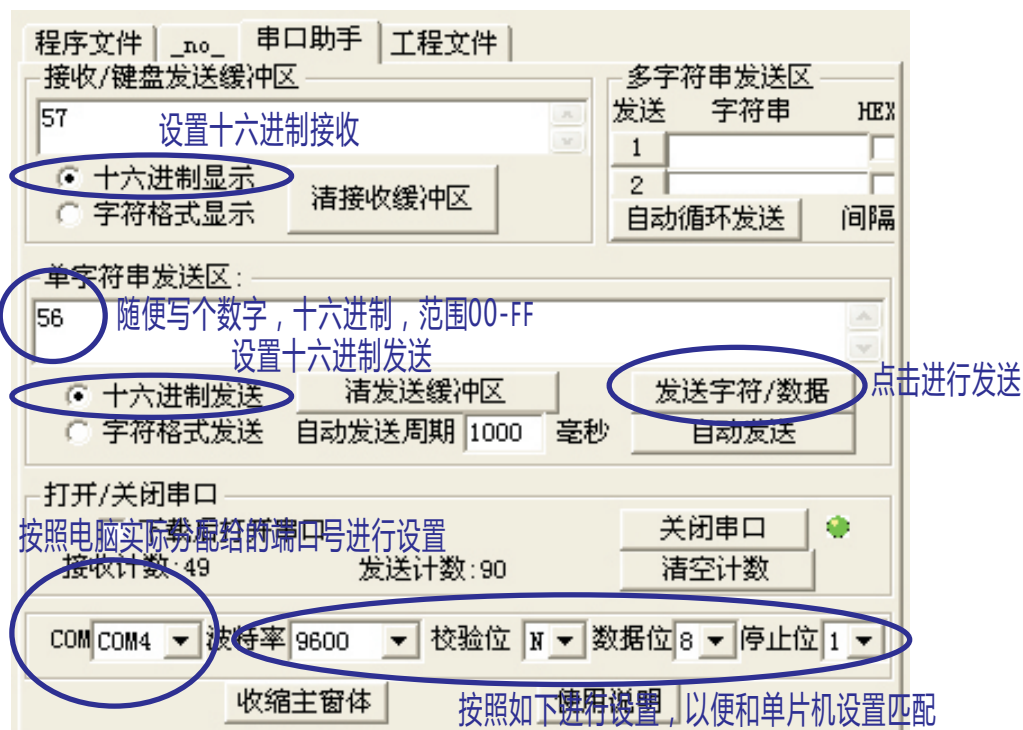 程序文件 _no_ 串口助手 工程文件
接收/键盘发送缓冲区
多字符串发送区
57
设置十六进制接收
发送 字符串 HEX
1
十六进制显示
清接收缓冲区
2
字符格式显示
自动循环发送 间隔
单字符串发送区:
56
随便写个数字，十六进制，范围00-FF
设置十六进制发送
点击进行发送
十六进制发送 清发送缓冲区 发送字符/数据
字符格式发送 自动发送周期 1000 毫秒 自动发送
打开/关闭串口
按照电脑实际分配给的端口号进行设置
关闭串口
接收计数:49 发送计数:90 清空计数
COM COM4 波特率 9600 校验位 N 数据位 8 停止位 1
收缩主窗体 使用说明
按照如下进行设置，以便和单片机设置匹配